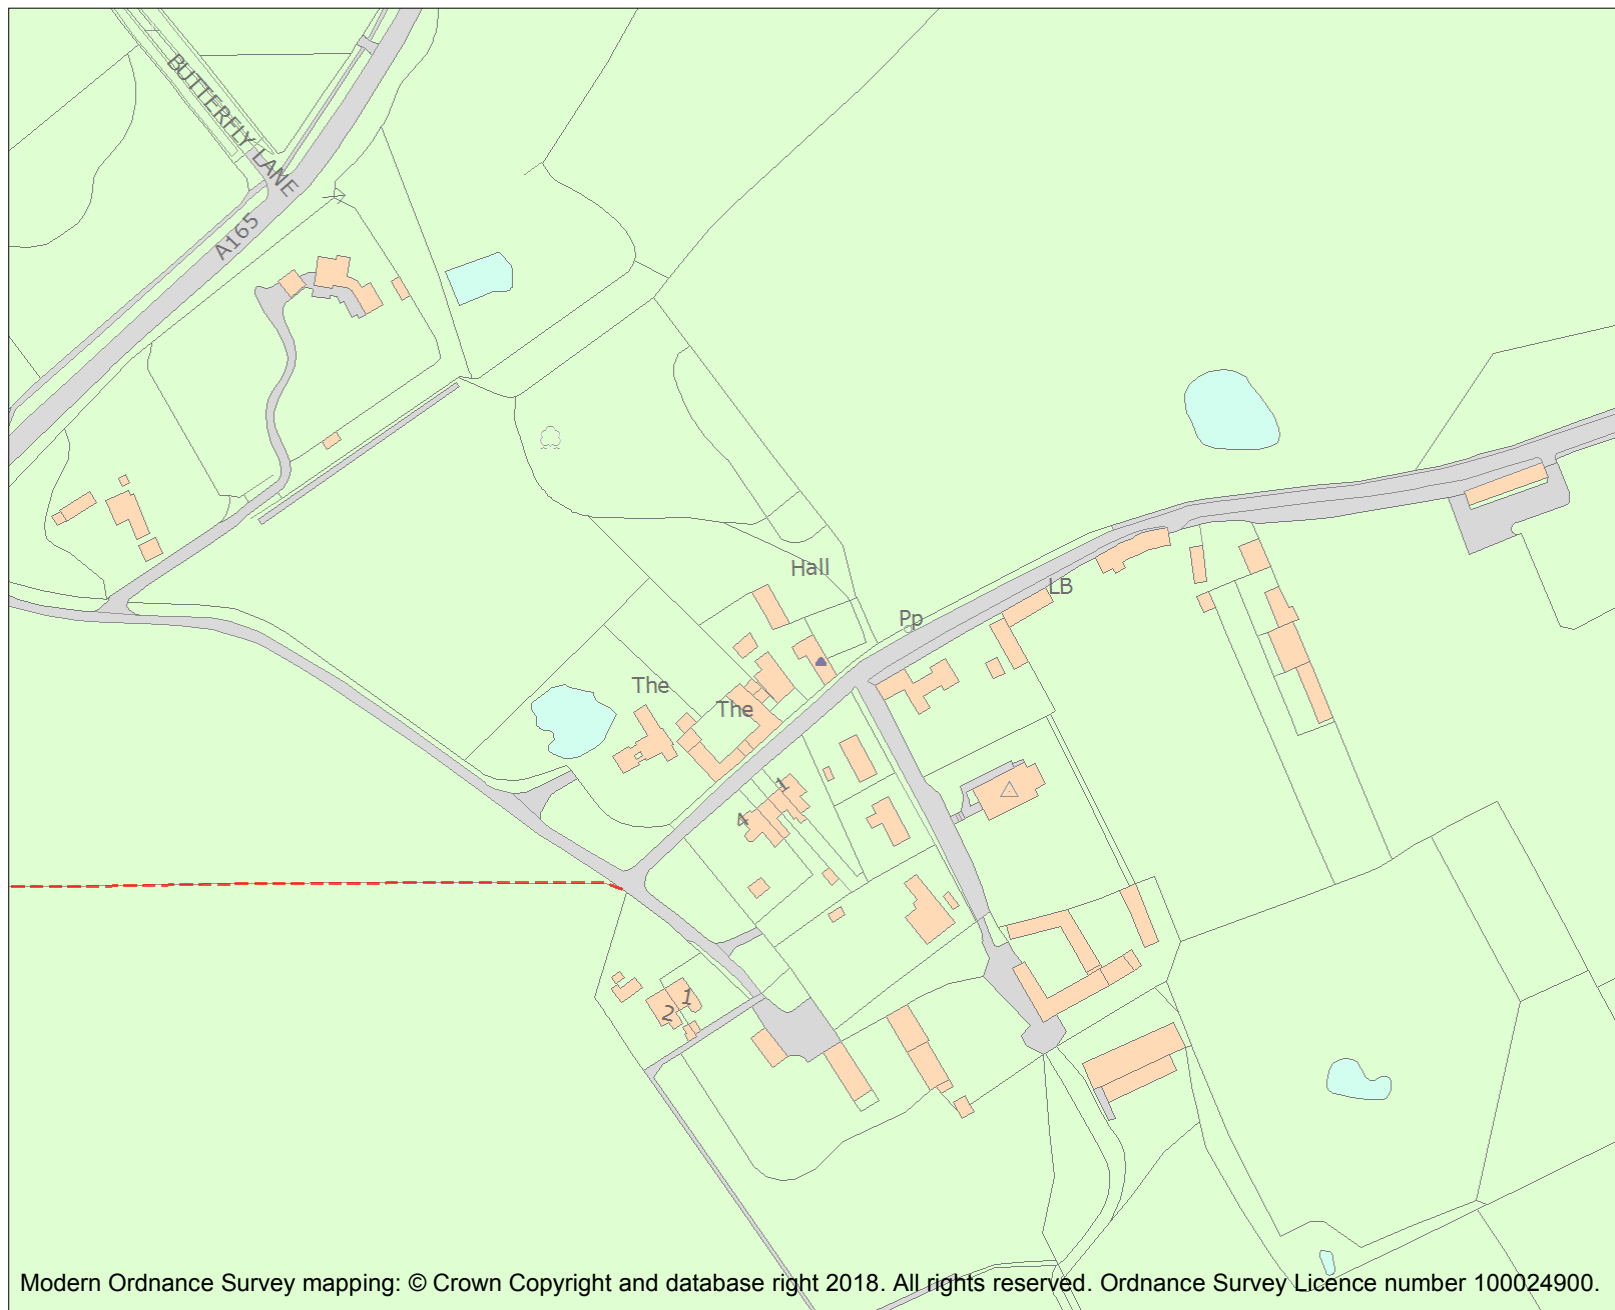 BUTTERFLY LANE
A165
Hall
LB
Pp
The
The
1
4
1
2
Modern Ordnance Survey mapping: © Crown Copyright and database right 2018. All rights reserved. Ordnance Survey Licence number 100024900.